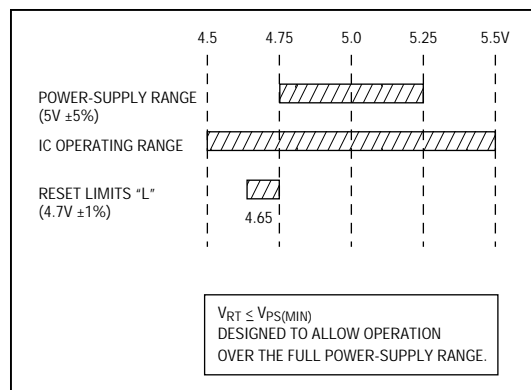 4.5 4.75 5.0 5.25 5.5V
POWER-SUPPLY RANGE
(5V ±5%)
IC OPERATING RANGE
RESET LIMITS "L"
(4.7V ±1%)
4.65
VRT ≤ VPS(MIN)
DESIGNED TO ALLOW OPERATION
OVER THE FULL POWER-SUPPLY RANGE.